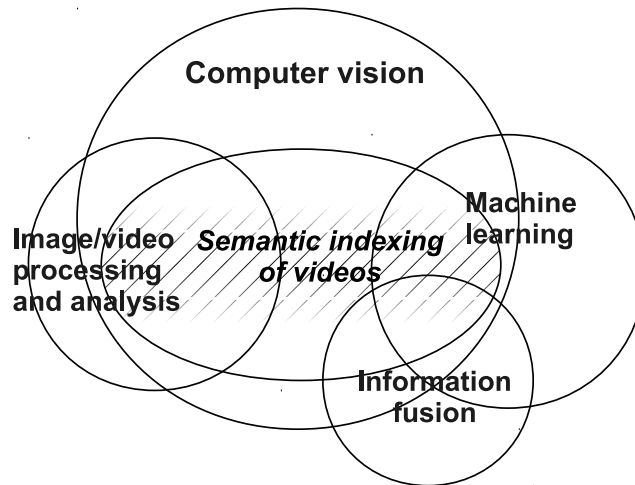 Computer vision
Machine
learning
Image/video
processing
and analysis
Semantic indexing
of videos
Information
fusion